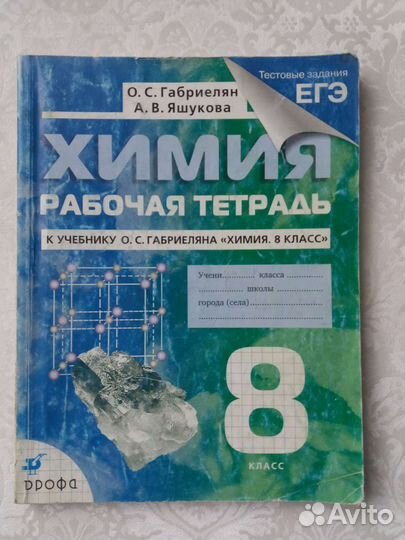 Тестовые задания
ЕГЭ
О. С. Габриелян
А. В. Яшукова
ХИМИЯ
РАБОЧАЯ ТЕТРАДЬ
К УЧЕБНИКУ О. С. ГАБРИЕЛЯНА «ХИМИЯ. 8 КЛАСС»
Учени............ класса ............
............ школы ............
города (села)............
8
КЛАСС
дрофа
Avito